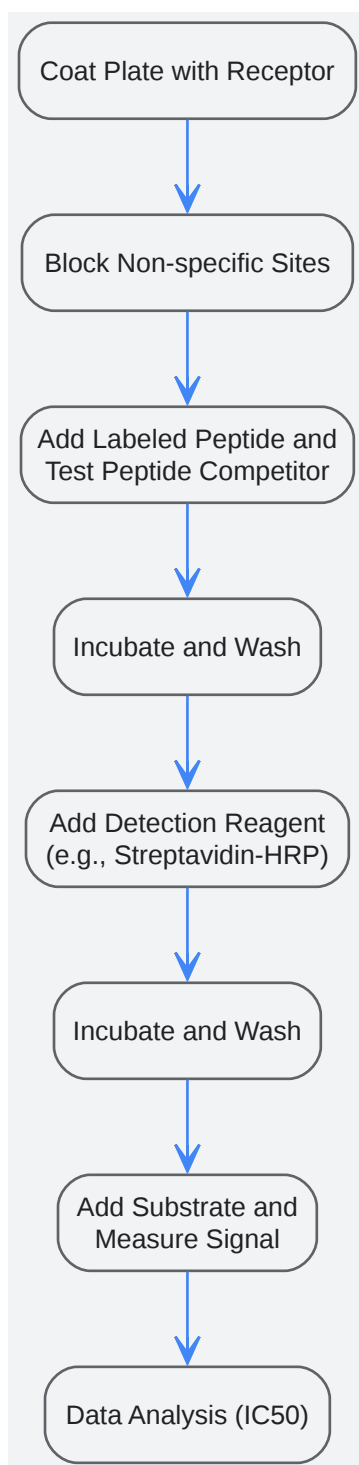 Coat Plate with Receptor
Block Non-specific Sites
Add Labeled Peptide and
Test Peptide Competitor
Incubate and Wash
Add Detection Reagent
(e.g., Streptavidin-HRP)
Incubate and Wash
Add Substrate and
Measure Signal
Data Analysis (IC50)